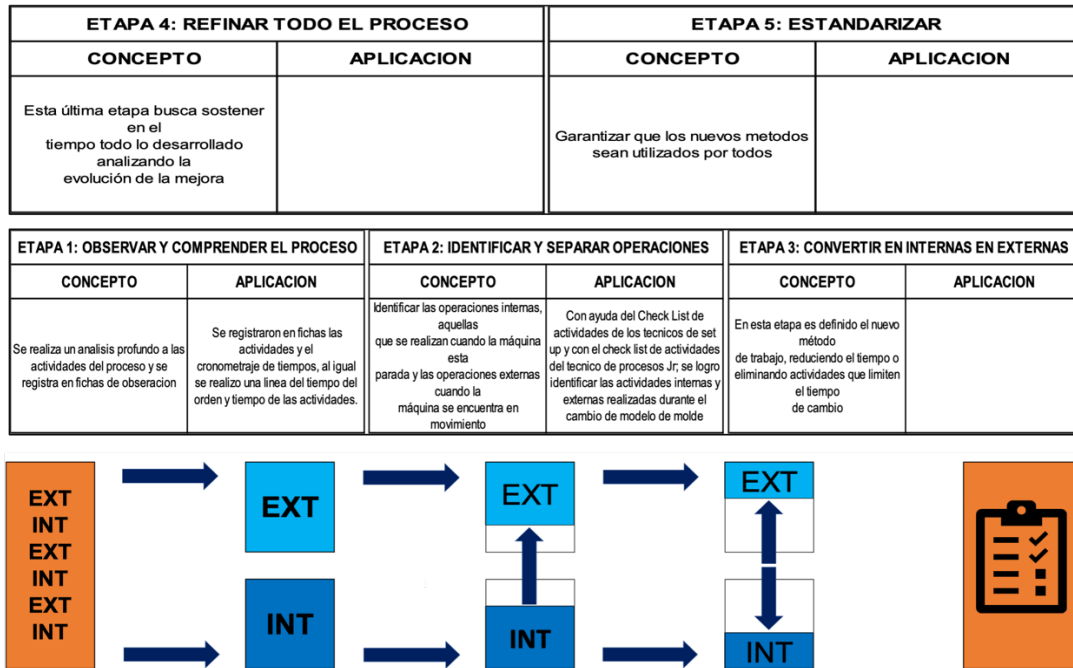 ETAPA 4: REFINAR TODO EL PROCESO
CONCEPTO
APLICACION
Esta última etapa busca sostener
en el
tiempo todo lo desarrollado
analizando la
evolución de la mejora
ETAPA 5: ESTANDARIZAR
CONCEPTO
APLICACION
Garantizar que los nuevos metodos
sean utilizados por todos
ETAPA 1: OBSERVAR Y COMPRENDER EL PROCESO
CONCEPTO
APLICACION
Se realiza un analisis profundo a las
actividades del proceso y se
registra en fichas de obseracion
Se registraron en fichas las
actividades y el
cronometraje de tiempos, al igual
se realizo una linea del tiempo del
orden y tiempo de las actividades.
ETAPA 2: IDENTIFICAR Y SEPARAR OPERACIONES
CONCEPTO
APLICACION
Identificar las operaciones internas,
aquellas
que se realizan cuando la máquina
esta
parada y las operaciones externas
cuando la
máquina se encuentra en
movimiento
Con ayuda del Check List de
actividades de los tecnicos de set
up y con el check list de actividades
del tecnico de procesos Jr; se logro
identificar las actividades internas y
externas realizadas durante el
cambio de modelo de molde
ETAPA 3: CONVERTIR EN INTERNAS EN EXTERNAS
CONCEPTO
APLICACION
En esta etapa es definido el nuevo
método
de trabajo, reduciendo el tiempo o
eliminando actividades que limiten
el tiempo
de cambio
EXT
INT
EXT
INT
EXT
INT
EXT
INT
EXT
INT
EXT
INT